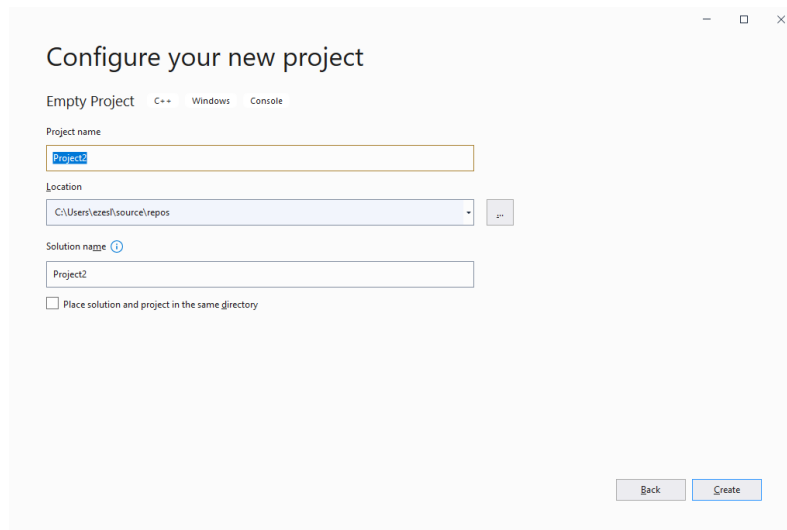 Configure your new project
Empty Project C++ Windows Console
Project name
Project2
Location
C:\Users\ezesl\source\repos
...
Solution name
Project2
Place solution and project in the same directory
Back Create